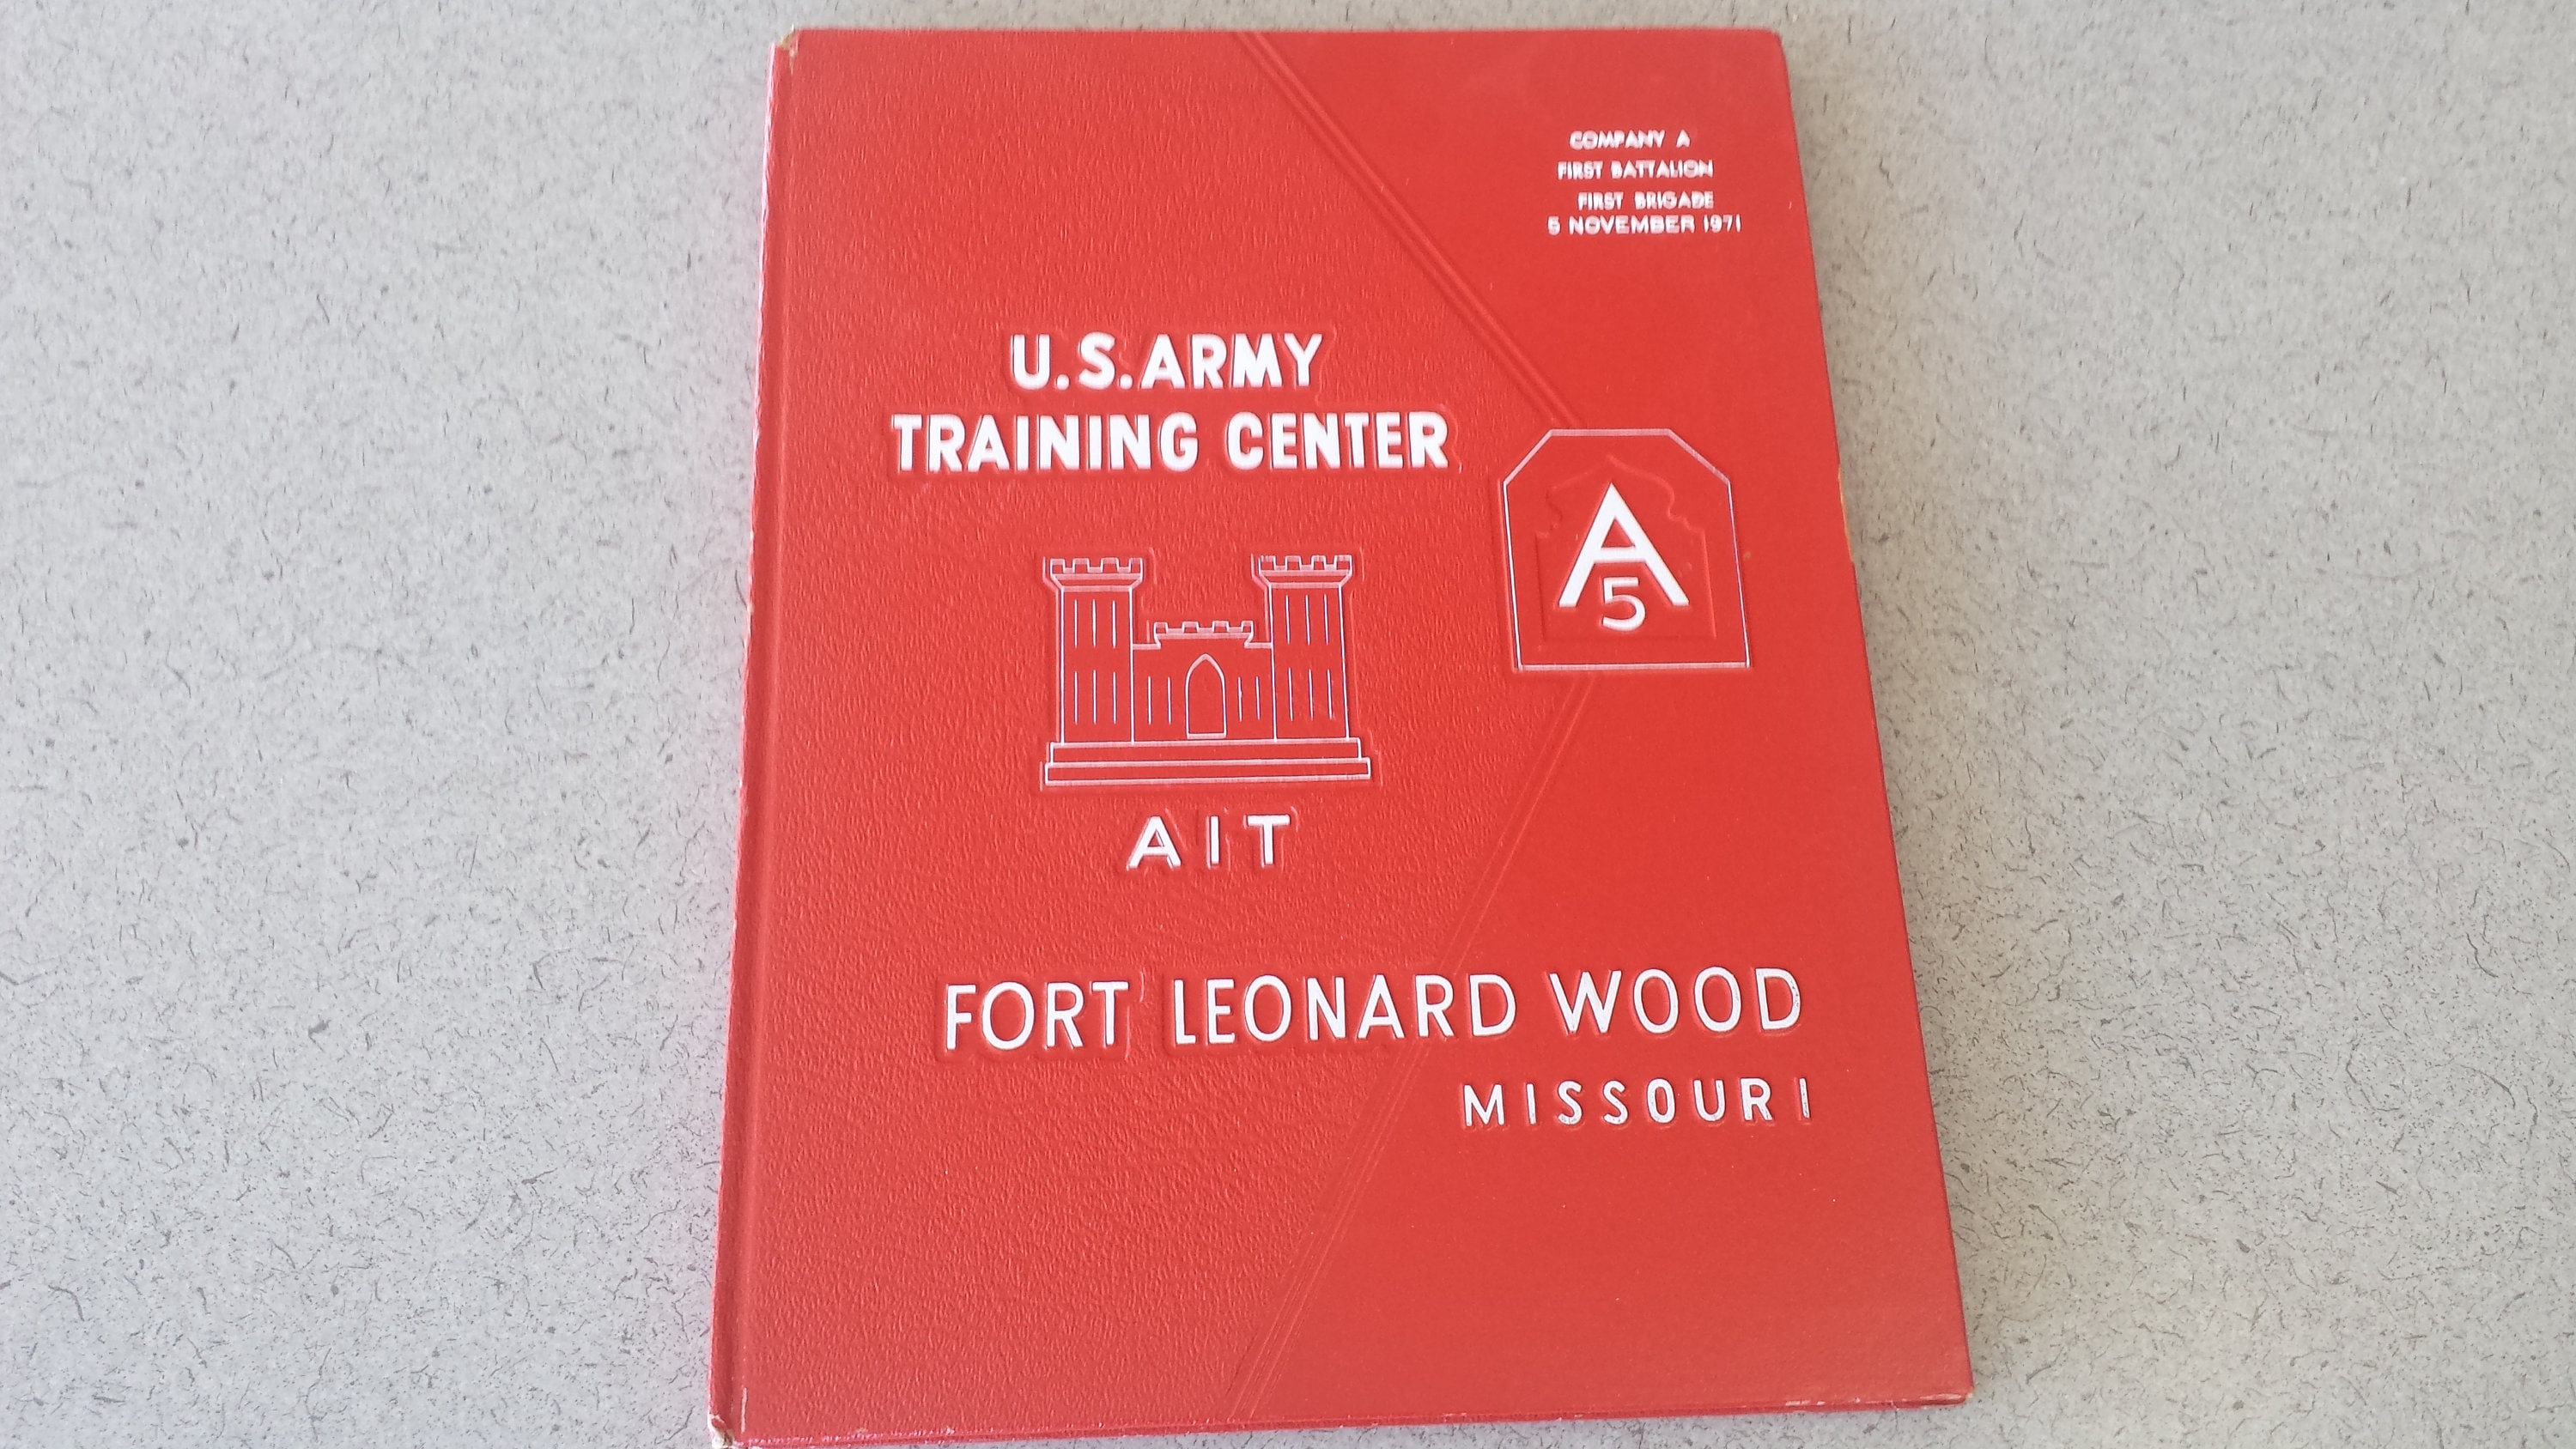 COMPANY A
FIRST BATTALION
FIRST BRIGADE
5 NOVEMBER 1971
U.S. ARMY
TRAINING CENTER
A
5
AIT
FORT LEONARD WOOD
MISSOURI